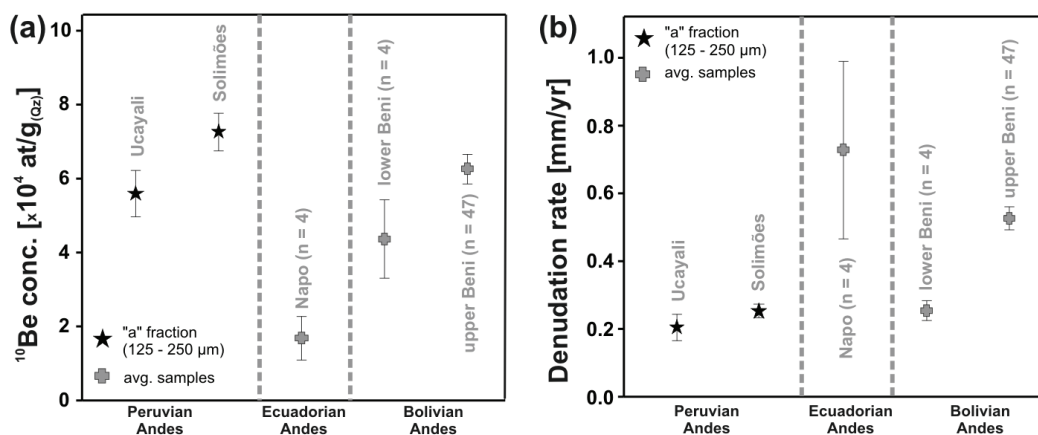 (a)
¹⁰Be conc. [x10⁴ at/g(Qz)]
10
8
6
4
2
0
Ucayali
Solimões
Napo (n = 4)
lower Beni (n = 4)
upper Beni (n = 47)
"a" fraction
(125 - 250 µm)
avg. samples
Peruvian
Andes
Ecuadorian
Andes
Bolivian
Andes
(b)
Denudation rate [mm/yr]
1.0
0.8
0.6
0.4
0.2
0.0
"a" fraction
(125 - 250 µm)
avg. samples
Ucayali
Solimões
Napo (n = 4)
lower Beni (n = 4)
upper Beni (n = 47)
Peruvian
Andes
Ecuadorian
Andes
Bolivian
Andes